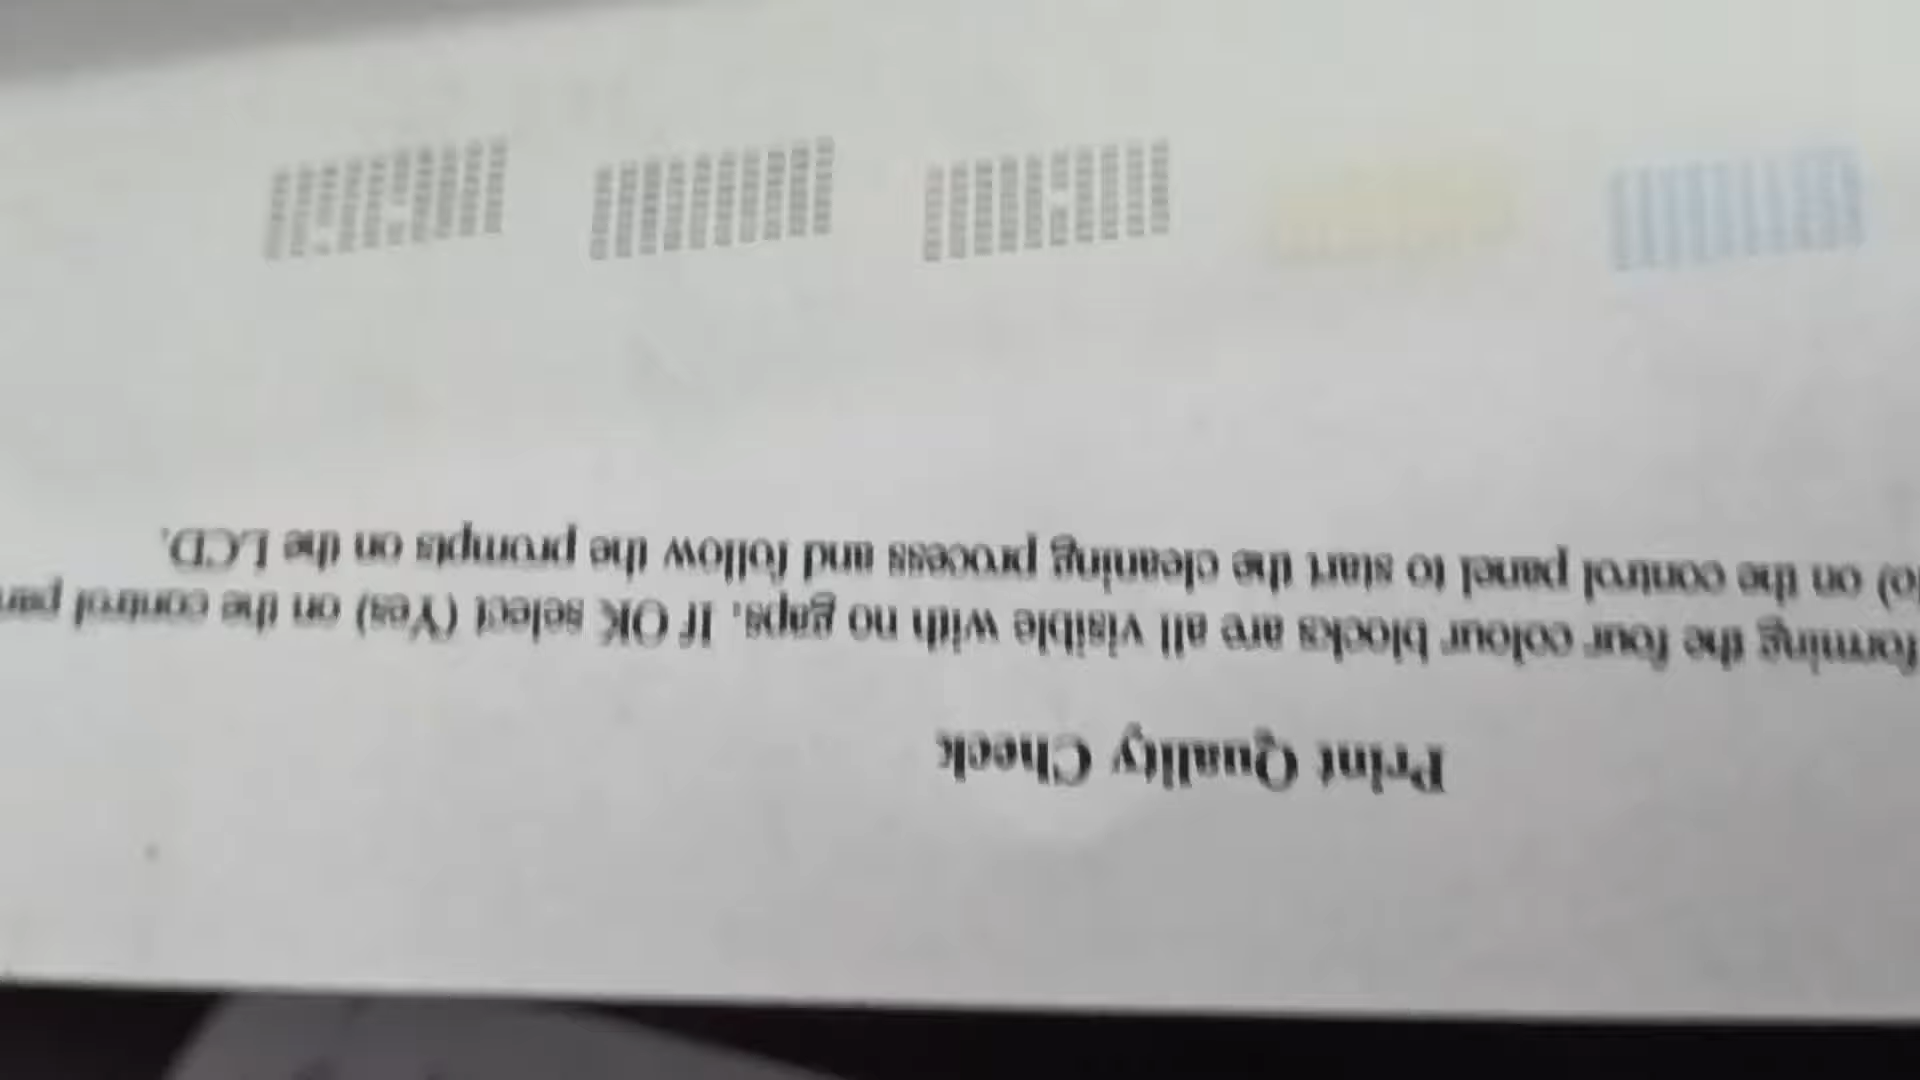 Print Quality Check
forming the four colour blocks are all visible with no gaps. If OK select (Yes) on the control pan
o) on the control panel to start the cleaning process and follow the prompts on the LCD.